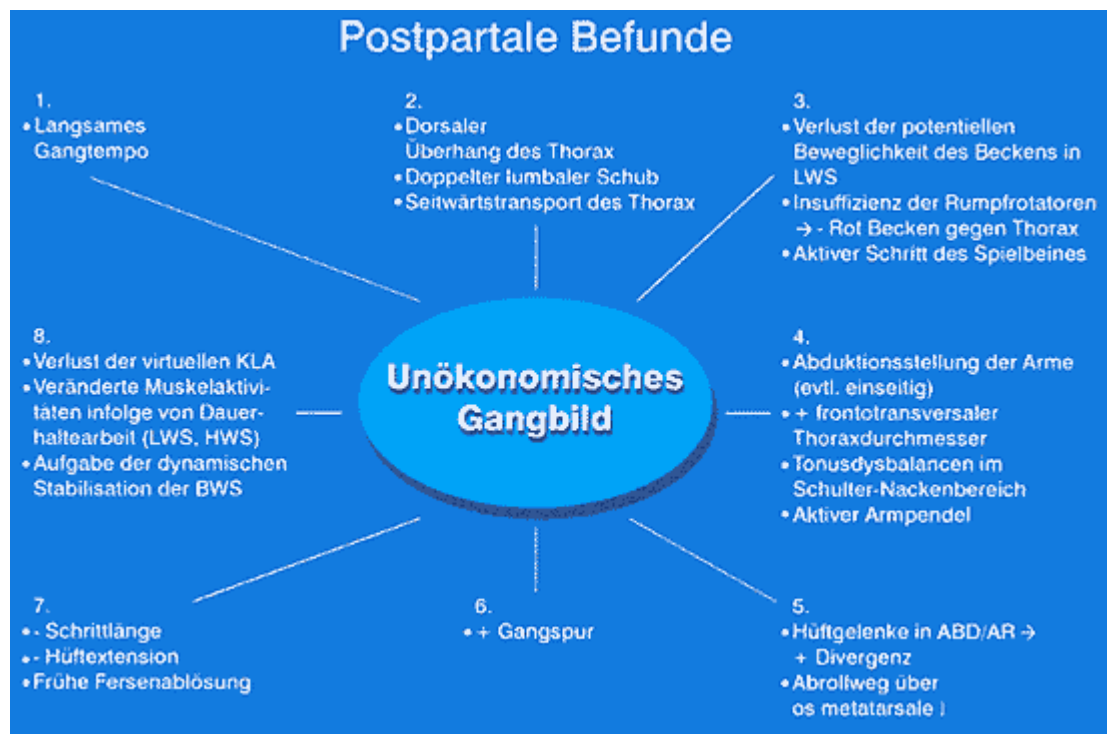 Postpartale Befunde
1.
• Langsames
Gangtempo
2.
• Dorsaler
Überhang des Thorax
• Doppelter lumbaler Schub
• Seitwärtstransport des Thorax
3.
• Verlust der potentiellen
Beweglichkeit des Beckens in
LWS
• Insuffizienz der Rumpfrotatoren
→ - Rot Becken gegen Thorax
• Aktiver Schritt des Spielbeines
8.
• Verlust der virtuellen KLA
• Veränderte Muskelaktivi-
täten infolge von Dauer-
haltearbeit (LWS, HWS)
• Aufgabe der dynamischen
Stabilisation der BWS
Unökonomisches
Gangbild
4.
• Abduktionsstellung der Arme
(evtl. einseitig)
• + frontotransversaler
Thoraxdurchmesser
• Tonusdysbalancen im
Schulter-Nackenbereich
• Aktiver Armpendel
7.
• - Schrittlänge
• - Hüftextension
• Frühe Fersenablösung
6.
• + Gangspur
5.
• Hüftgelenke in ABD/AR →
+ Divergenz
• Abrollweg über
os metatarsale